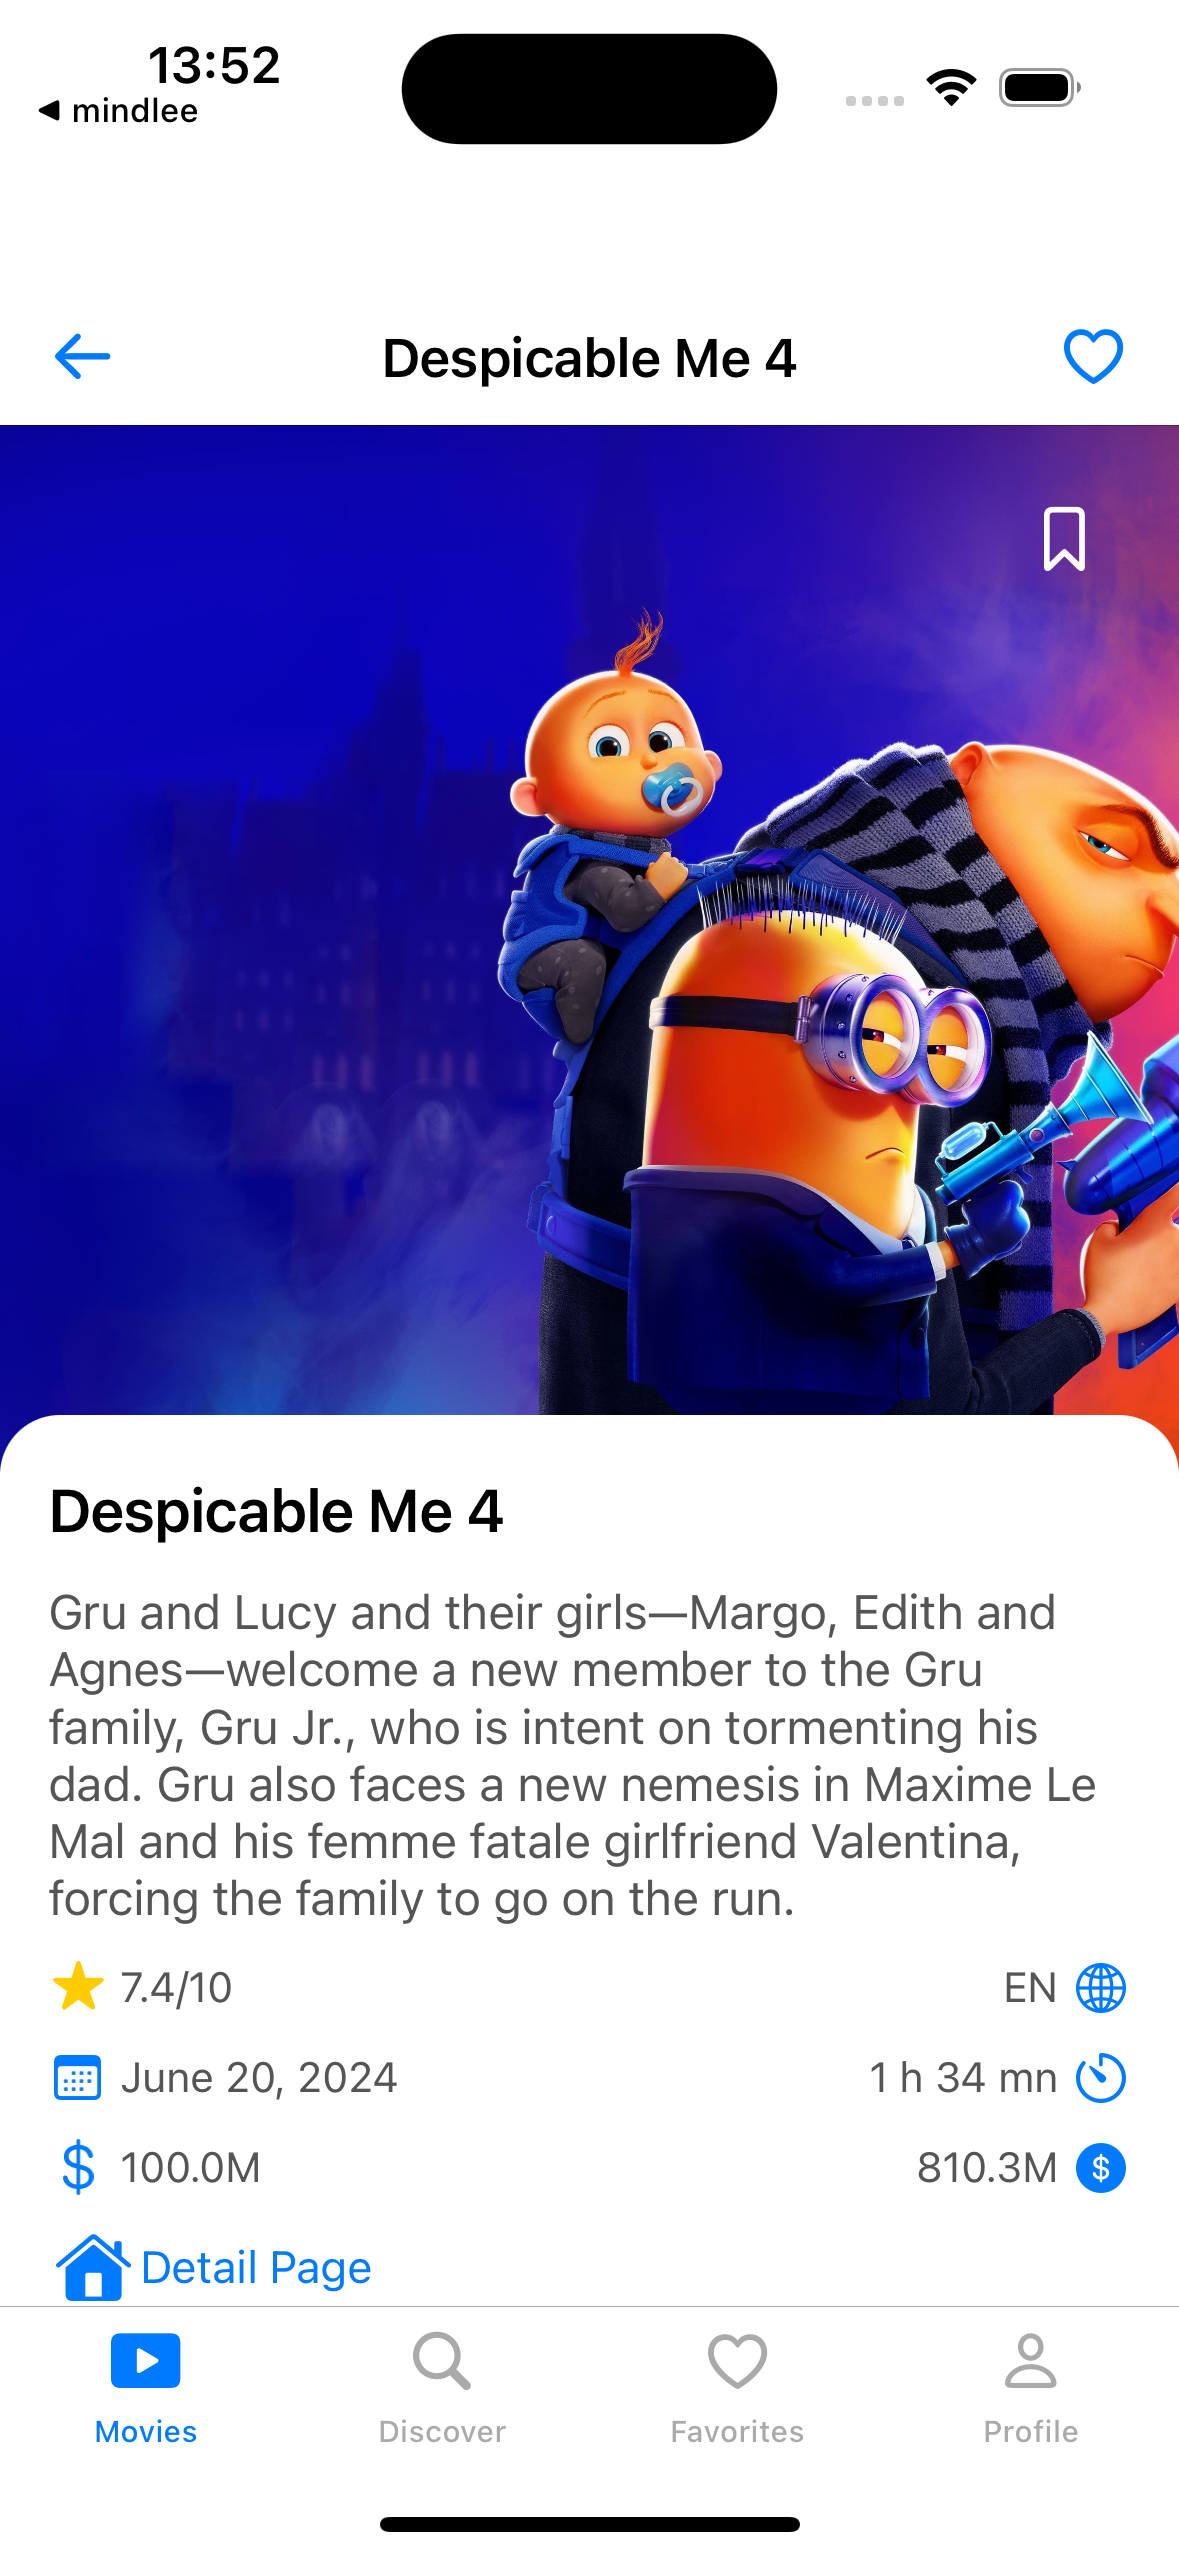 13:52
◀ mindlee
Despicable Me 4
Despicable Me 4
Gru and Lucy and their girls—Margo, Edith and
Agnes—welcome a new member to the Gru
family, Gru Jr., who is intent on tormenting his
dad. Gru also faces a new nemesis in Maxime Le
Mal and his femme fatale girlfriend Valentina,
forcing the family to go on the run.
7.4/10
EN
June 20, 2024
1 h 34 mn
$ 100.0M
810.3M $
Detail Page
Movies
Discover
Favorites
Profile